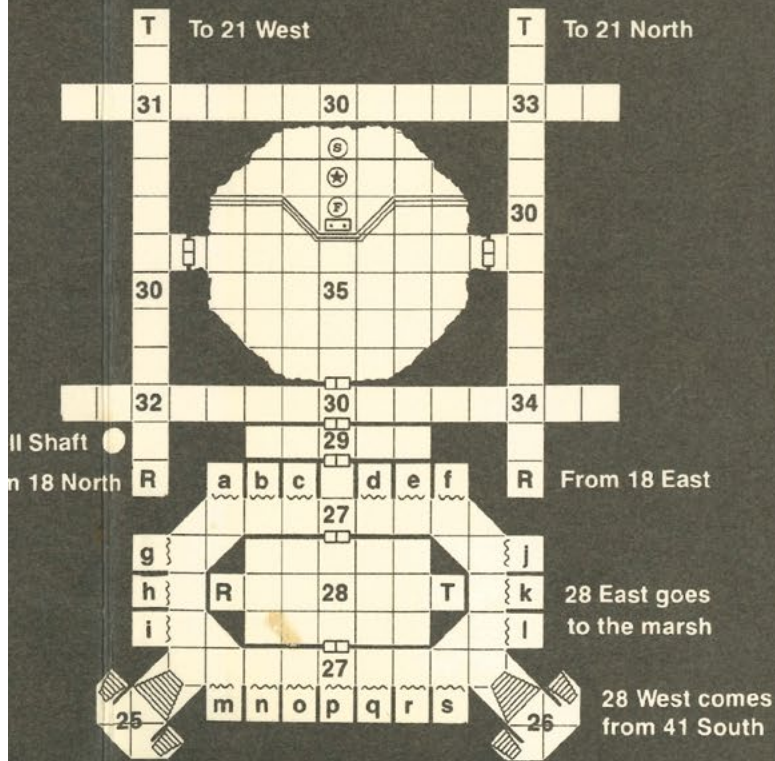 T To 21 West T To 21 North
31 30 33
S
F
30
30 35
32 30 34
ll Shaft 29
n 18 North R a b c d e f R From 18 East
27
g j
h R 28 T k 28 East goes
i l to the marsh
27
m n o p q r s 28 West comes
25 26 from 41 South